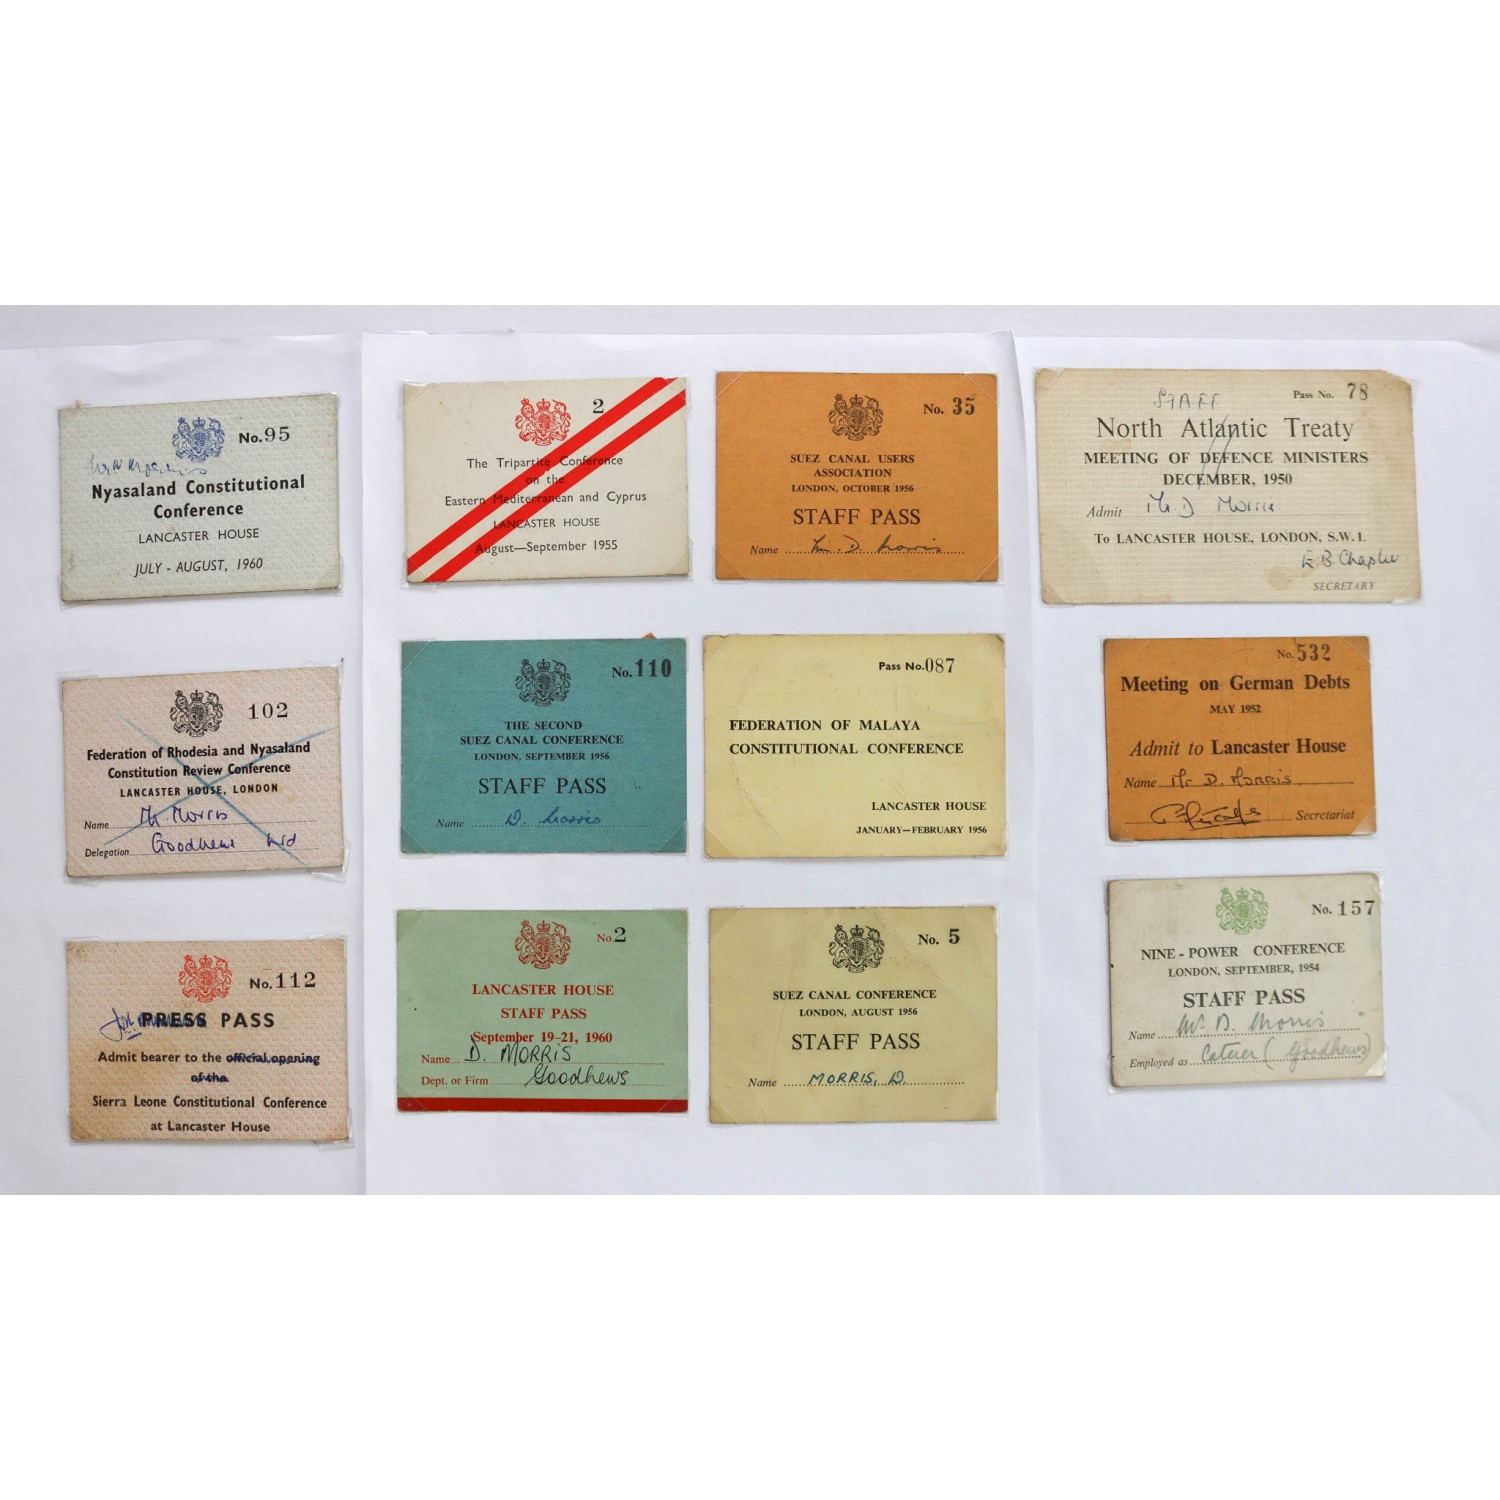 No. 95
Nyasaland Constitutional
Conference
LANCASTER HOUSE
JULY - AUGUST, 1960
102
Federation of Rhodesia and Nyasaland
Constitution Review Conference
LANCASTER HOUSE, LONDON
Name Mr Morris
Delegation Goodhews Ltd
No. 112
PRESS PASS
Admit bearer to the official opening
of the
Sierra Leone Constitutional Conference
at Lancaster House
2
The Tripartite Conference
on the
Eastern Mediterranean and Cyprus
LANCASTER HOUSE
August—September 1955
No. 110
THE SECOND
SUEZ CANAL CONFERENCE
LONDON, SEPTEMBER 1956
STAFF PASS
Name D. Morris
No. 2
LANCASTER HOUSE
STAFF PASS
September 19-21, 1960
Name D. MORRIS
Dept. or Firm Goodhews
No. 35
SUEZ CANAL USERS
ASSOCIATION
LONDON, OCTOBER 1956
STAFF PASS
Name Mr. D. Morris
Pass No. 087
FEDERATION OF MALAYA
CONSTITUTIONAL CONFERENCE
LANCASTER HOUSE
JANUARY—FEBRUARY 1956
No. 5
SUEZ CANAL CONFERENCE
LONDON, AUGUST 1956
STAFF PASS
Name MORRIS, D.
STAFF
Pass No. 78
North Atlantic Treaty
MEETING OF DEFENCE MINISTERS
DECEMBER, 1950
Admit Mr. D Morris
To LANCASTER HOUSE, LONDON, S.W.1.
E. B. Chaplin
SECRETARY
No. 532
Meeting on German Debts
MAY 1952
Admit to Lancaster House
Name Mr D. MORRIS
Secretariat
No. 157
NINE - POWER CONFERENCE
LONDON, SEPTEMBER, 1954
STAFF PASS
Name Mr. D. Morris
Employed as Caterer (Goodhews)